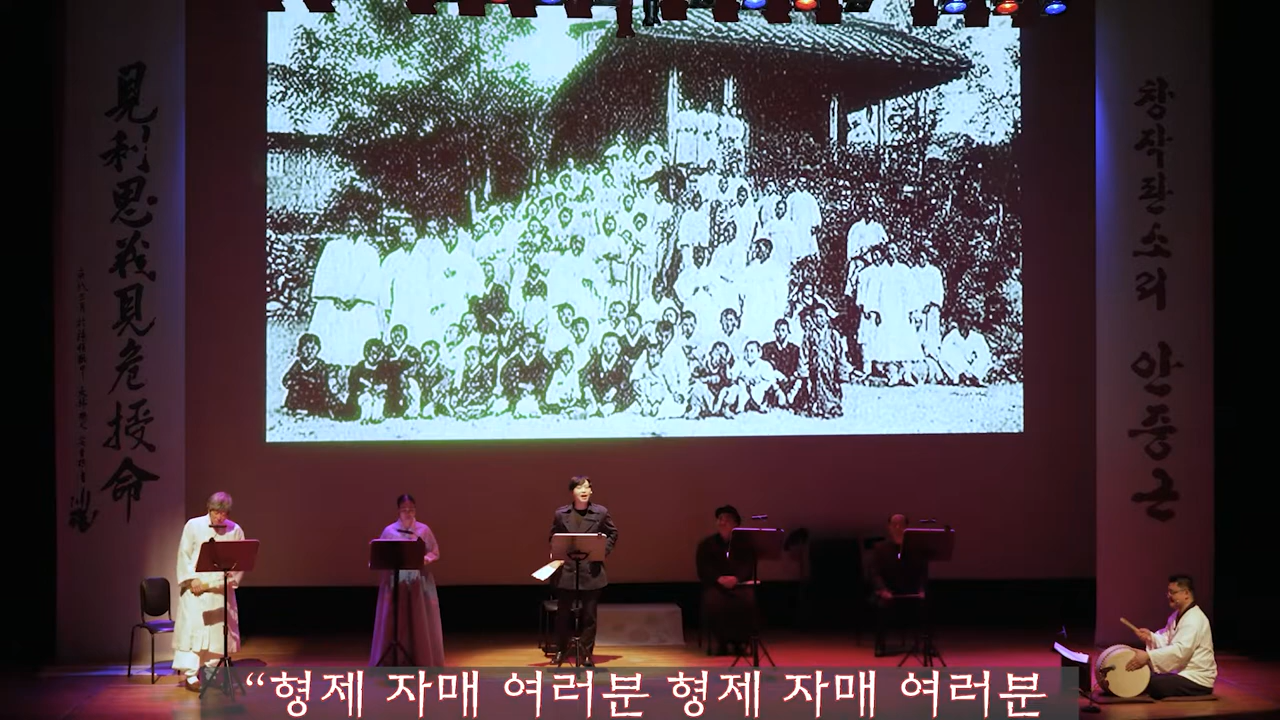 見利思義見危授命
창작판소리 안중근
“형제 자매 여러분 형제 자매 여러분